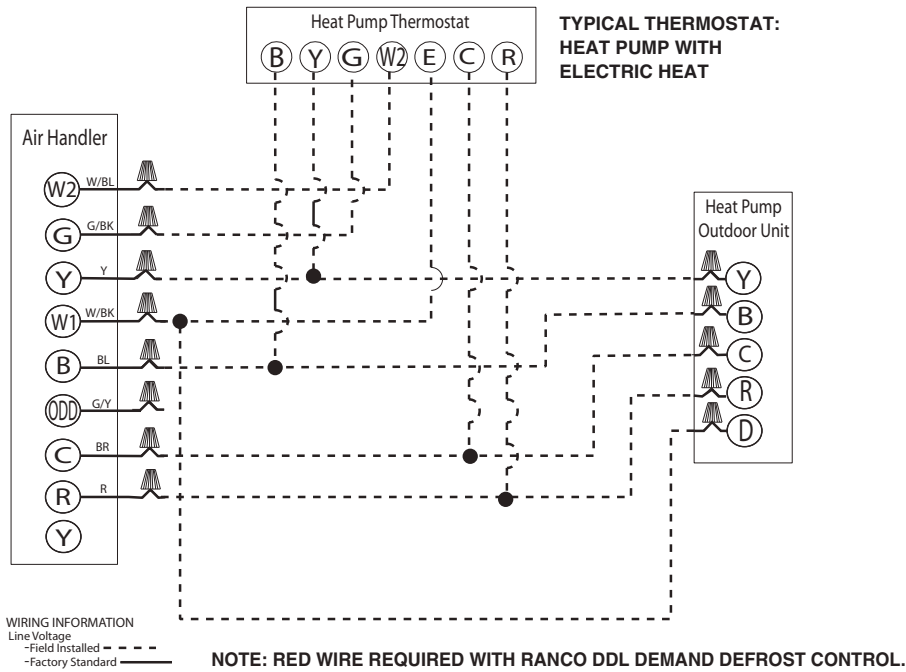 Heat Pump Thermostat
B Y G W2 E C R
TYPICAL THERMOSTAT:
HEAT PUMP WITH
ELECTRIC HEAT
Air Handler
W2 W/BL
G G/BK
Y Y
W1 W/BK
B BL
ODD G/Y
C BR
R R
Y
Heat Pump
Outdoor Unit
Y
B
C
R
D
WIRING INFORMATION
Line Voltage
-Field Installed
-Factory Standard
NOTE: RED WIRE REQUIRED WITH RANCO DDL DEMAND DEFROST CONTROL.